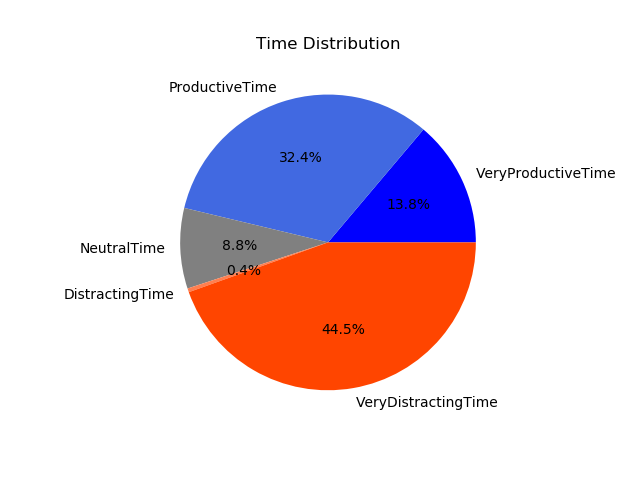 Time Distribution
ProductiveTime
32.4%
VeryProductiveTime
13.8%
NeutralTime
8.8%
DistractingTime
0.4%
44.5%
VeryDistractingTime